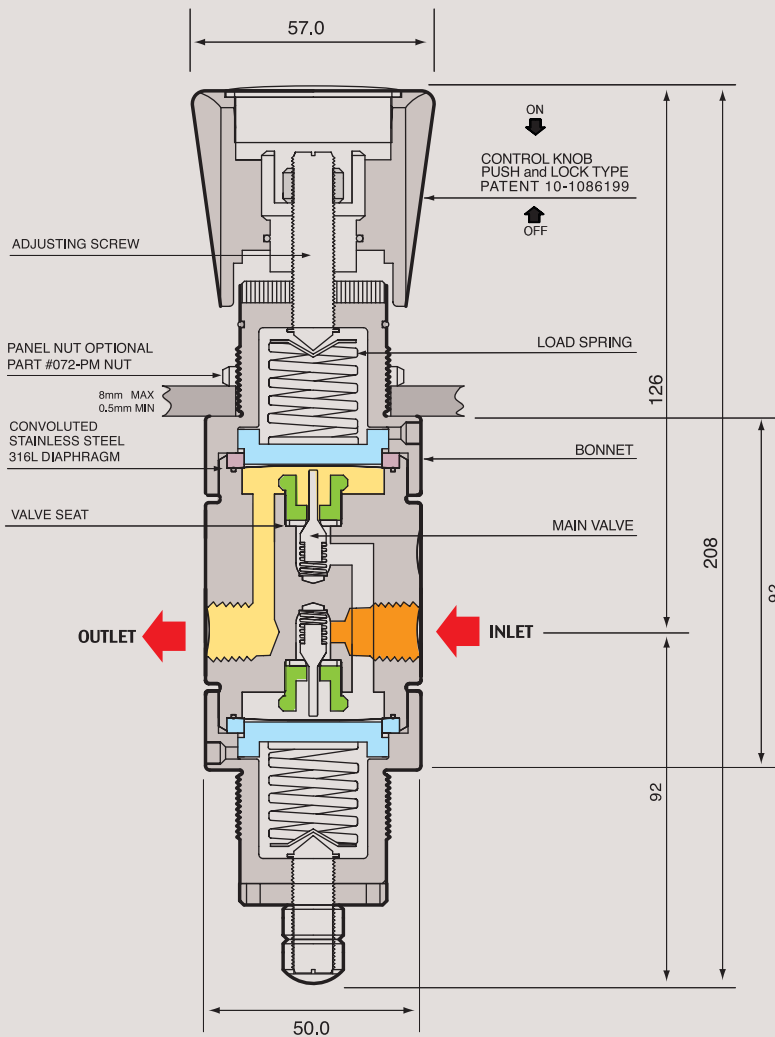 57.0
ON
CONTROL KNOB
PUSH and LOCK TYPE
PATENT 10-1086199
OFF
ADJUSTING SCREW
PANEL NUT OPTIONAL
PART #072-PM NUT
8mm MAX
0.5mm MIN
LOAD SPRING
126
CONVOLUTED
STAINLESS STEEL
316L DIAPHRAGM
BONNET
VALVE SEAT
MAIN VALVE
208
OUTLET
INLET
92
50.0